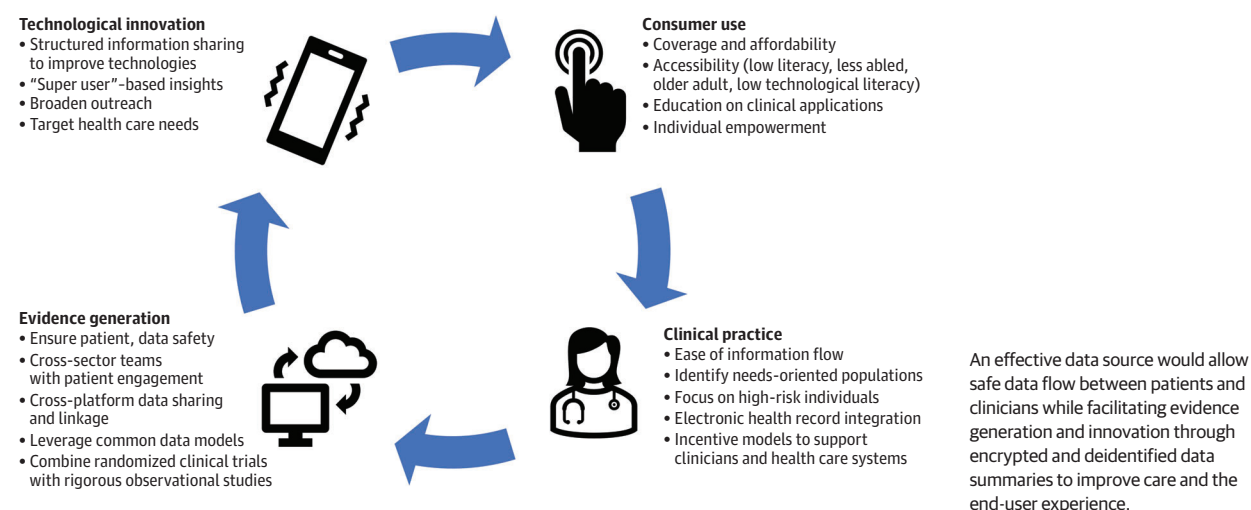 Technological innovation
• Structured information sharing
to improve technologies
• “Super user”-based insights
• Broaden outreach
• Target health care needs
Consumer use
• Coverage and affordability
• Accessibility (low literacy, less abled,
older adult, low technological literacy)
• Education on clinical applications
• Individual empowerment
Clinical practice
• Ease of information flow
• Identify needs-oriented populations
• Focus on high-risk individuals
• Electronic health record integration
• Incentive models to support
clinicians and health care systems
Evidence generation
• Ensure patient, data safety
• Cross-sector teams
with patient engagement
• Cross-platform data sharing
and linkage
• Leverage common data models
• Combine randomized clinical trials
with rigorous observational studies
An effective data source would allow
safe data flow between patients and
clinicians while facilitating evidence
generation and innovation through
encrypted and deidentified data
summaries to improve care and the
end-user experience.